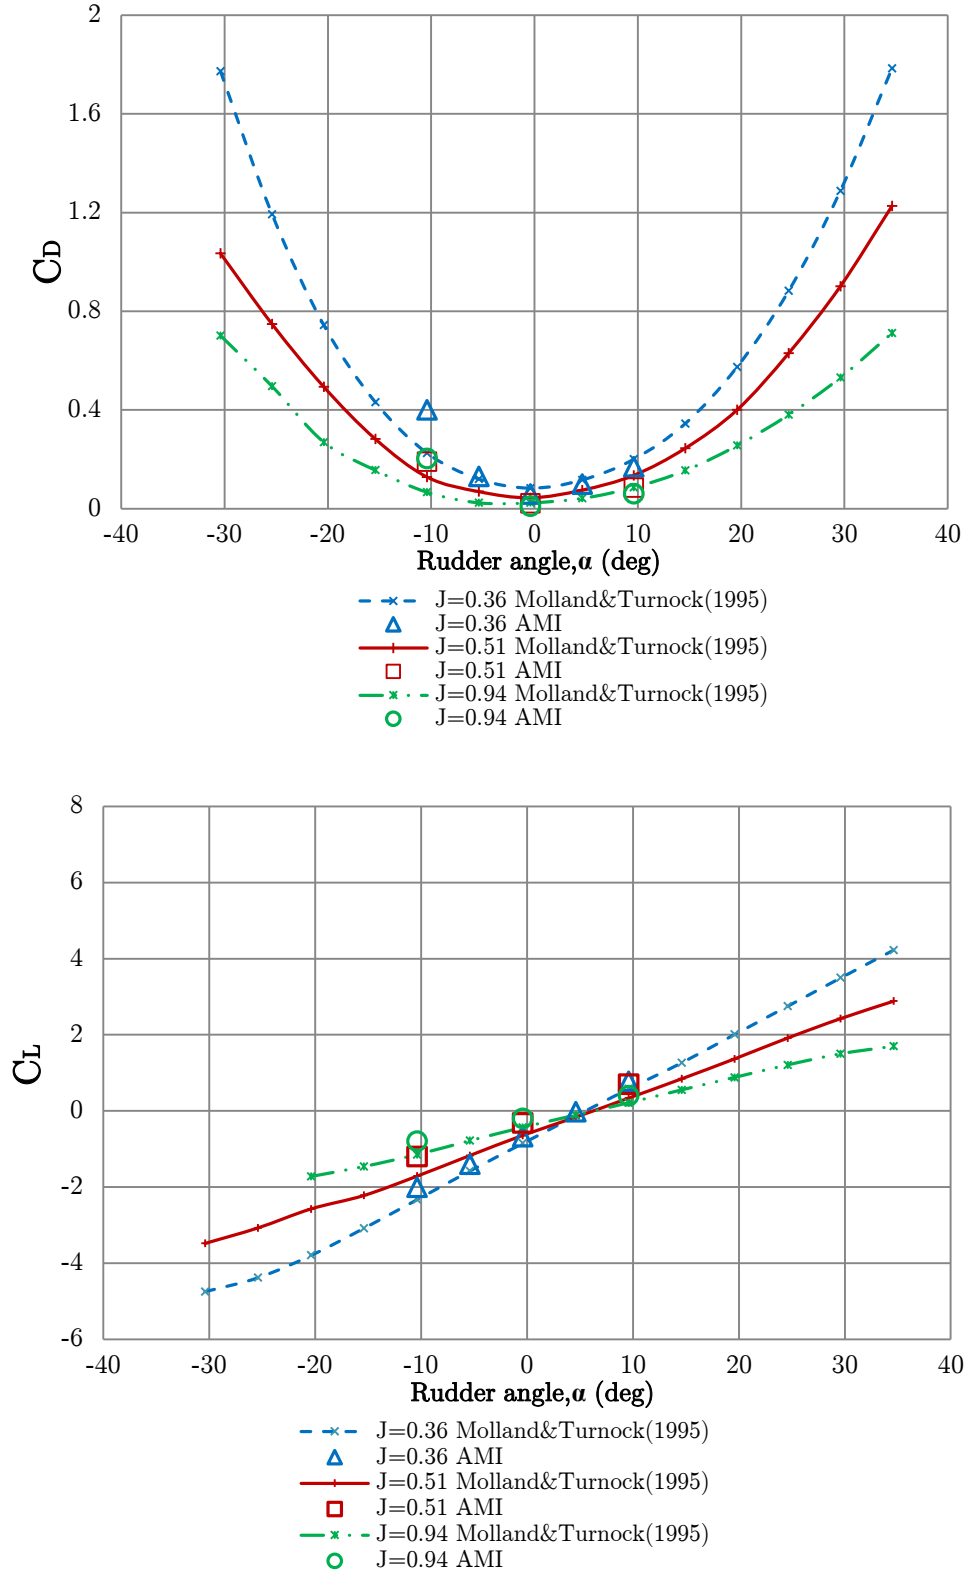 2
1.6
1.2
0.8
0.4
0
CD
-40 -30 -20 -10 0 10 20 30 40
Rudder angle,α (deg)
J=0.36 Molland&Turnock(1995)
J=0.36 AMI
J=0.51 Molland&Turnock(1995)
J=0.51 AMI
J=0.94 Molland&Turnock(1995)
J=0.94 AMI
8
6
4
2
0
-2
-4
-6
CL
-40 -30 -20 -10 0 10 20 30 40
Rudder angle,α (deg)
J=0.36 Molland&Turnock(1995)
J=0.36 AMI
J=0.51 Molland&Turnock(1995)
J=0.51 AMI
J=0.94 Molland&Turnock(1995)
J=0.94 AMI